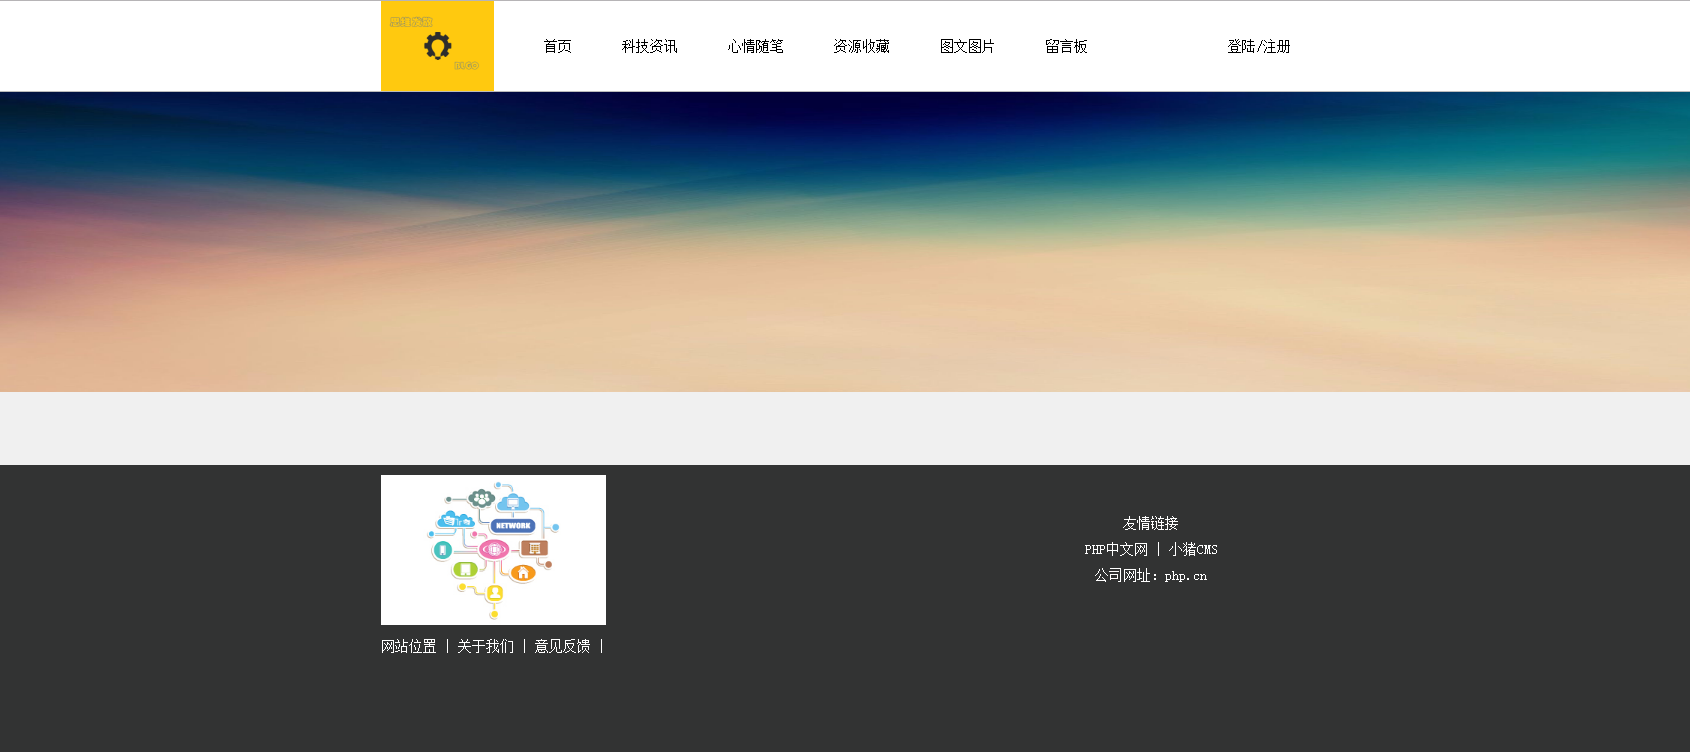 首页 科技资讯 心情随笔 资源收藏 图文图片 留言板 登陆/注册
NETWORK
友情链接
PHP中文网 | 小猪CMS
公司网址: php.cn
网站位置 | 关于我们 | 意见反馈 |